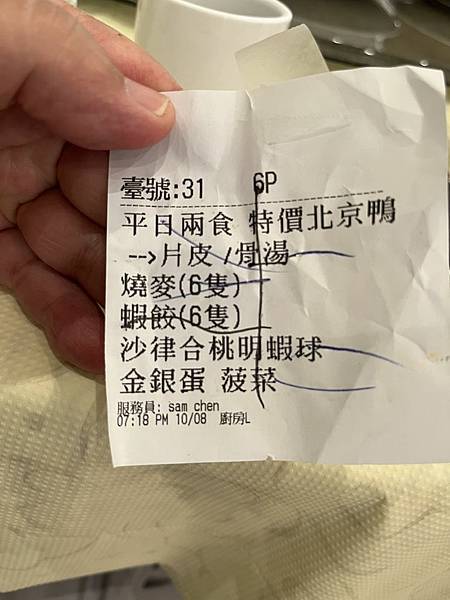 臺號:31 6P
平日兩食 特價北京鴨
-->片皮 /骨湯
燒麥(6隻)
蝦餃(6隻)
沙律合桃明蝦球
金銀蛋 菠菜
服務員: sam chen
07:18 PM 10/08 廚房L